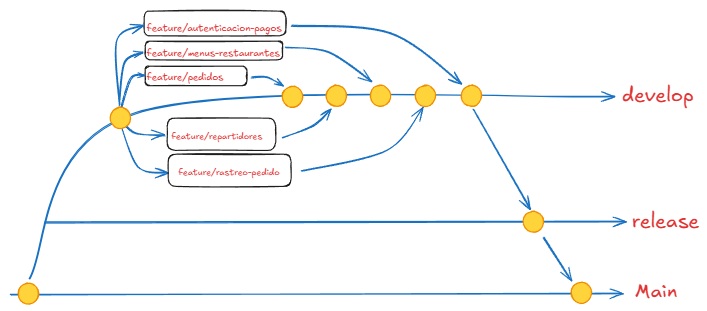 feature/autenticacion-pagos
feature/menus-restaurantes
feature/pedidos
develop
feature/repartidores
feature/rastreo-pedido
release
Main